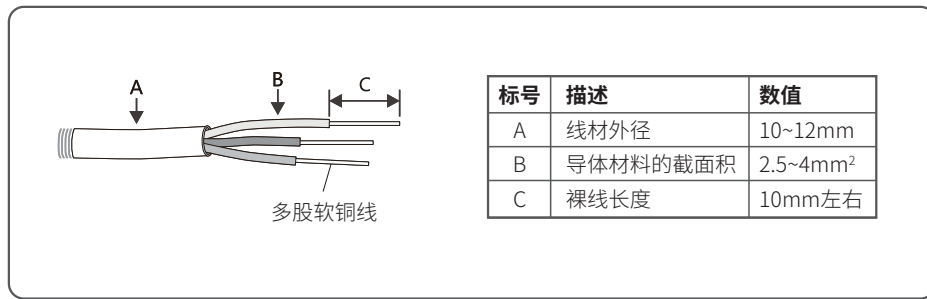 A
B
C
多股软铜线
标号 描述 数值
A 线材外径 10~12mm
B 导体材料的截面积 2.5~4mm²
C 裸线长度 10mm左右